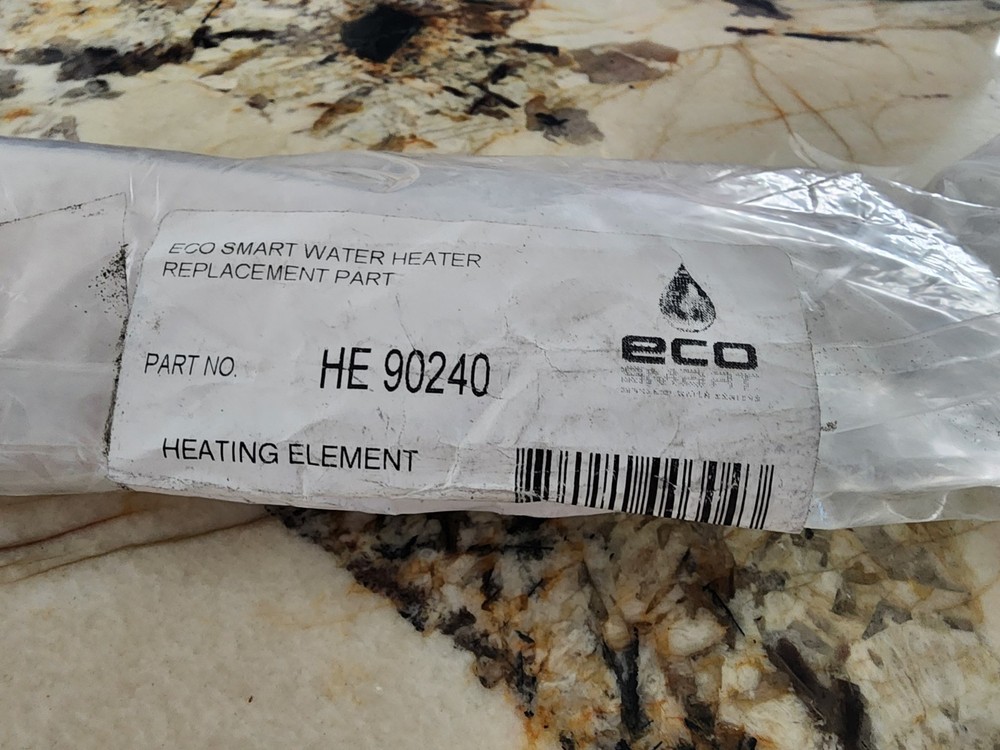 ECO SMART WATER HEATER
REPLACEMENT PART
PART NO. HE 90240
eco
HEATING ELEMENT